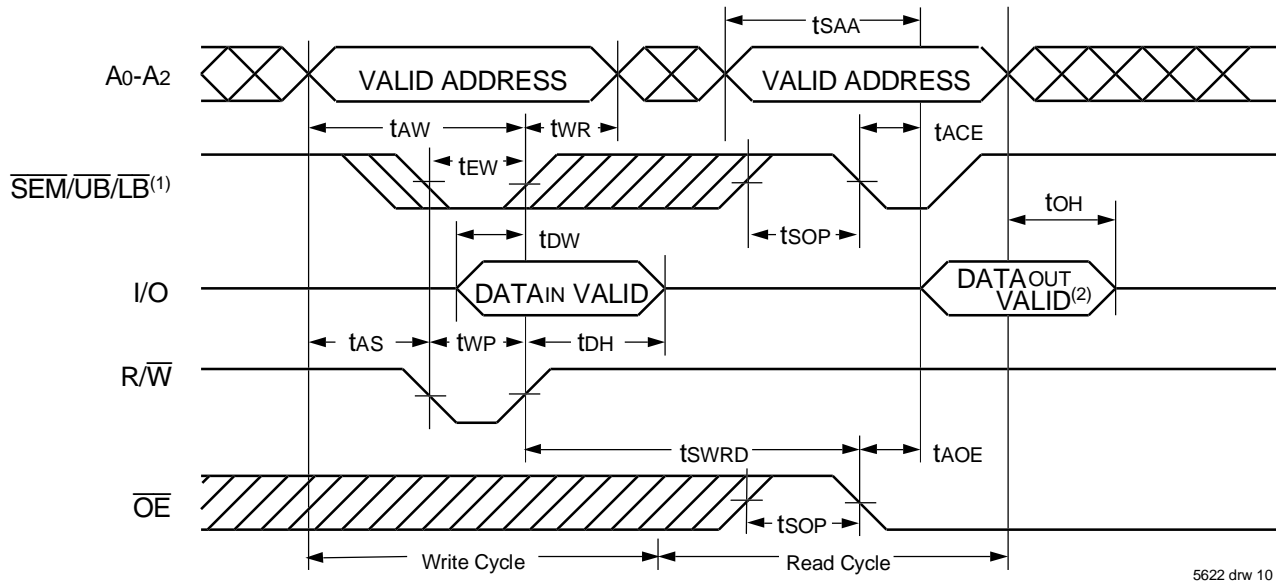 tSAA
A0-A2
VALID ADDRESS
VALID ADDRESS
tAW
tWR
tACE
tEW
SEM/UB/LB(1)
tOH
tSOP
tDW
I/O
DATAIN VALID
DATAOUT
VALID(2)
tAS
tWP
tDH
R/W
tSWRD
tAOE
OE
tSOP
Write Cycle
Read Cycle
5622 drw 10